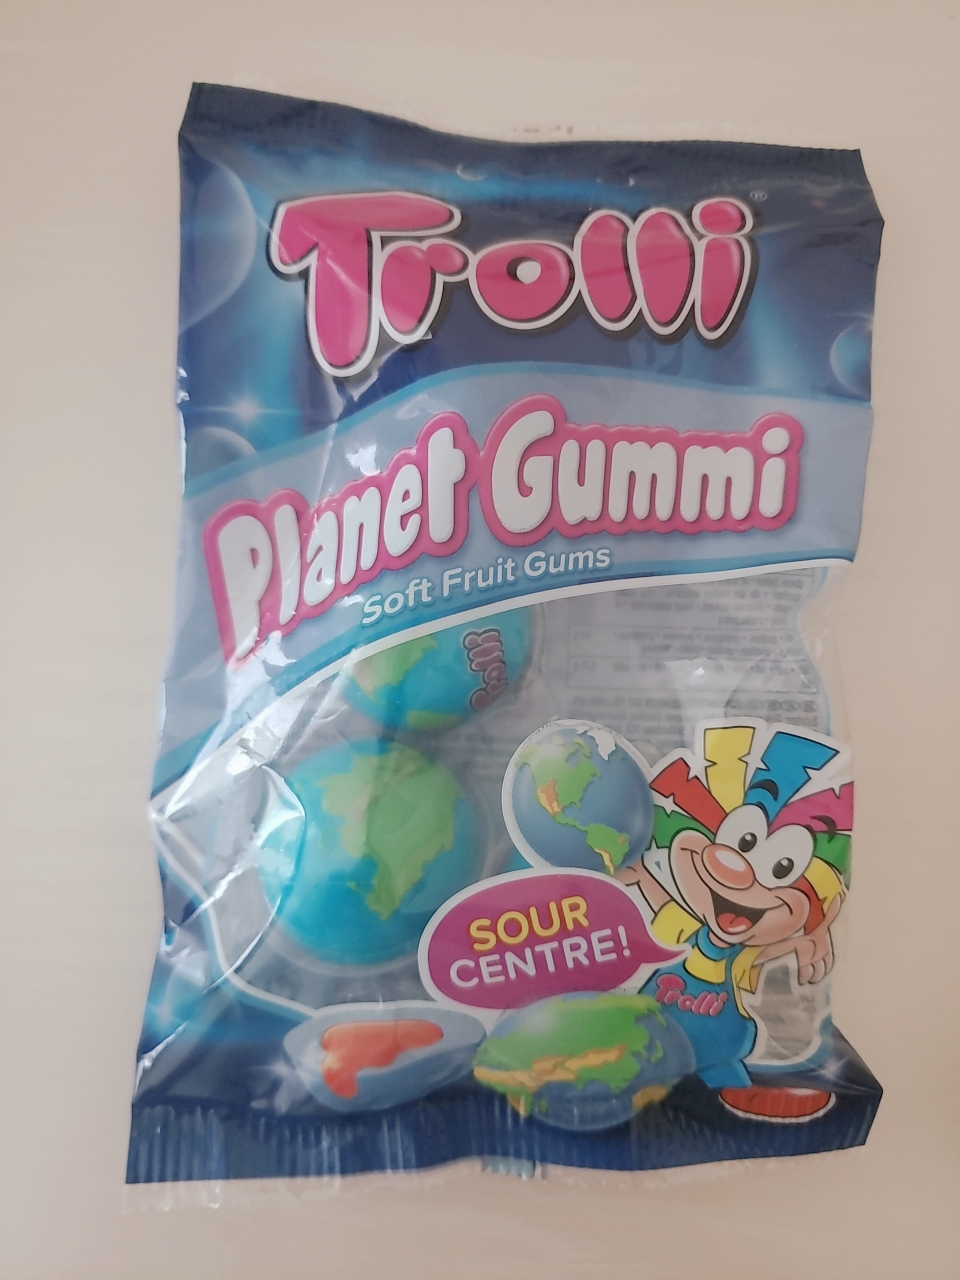 Trolli®
Planet Gummi
Soft Fruit Gums
Trolli
SOUR
CENTRE!
Trolli